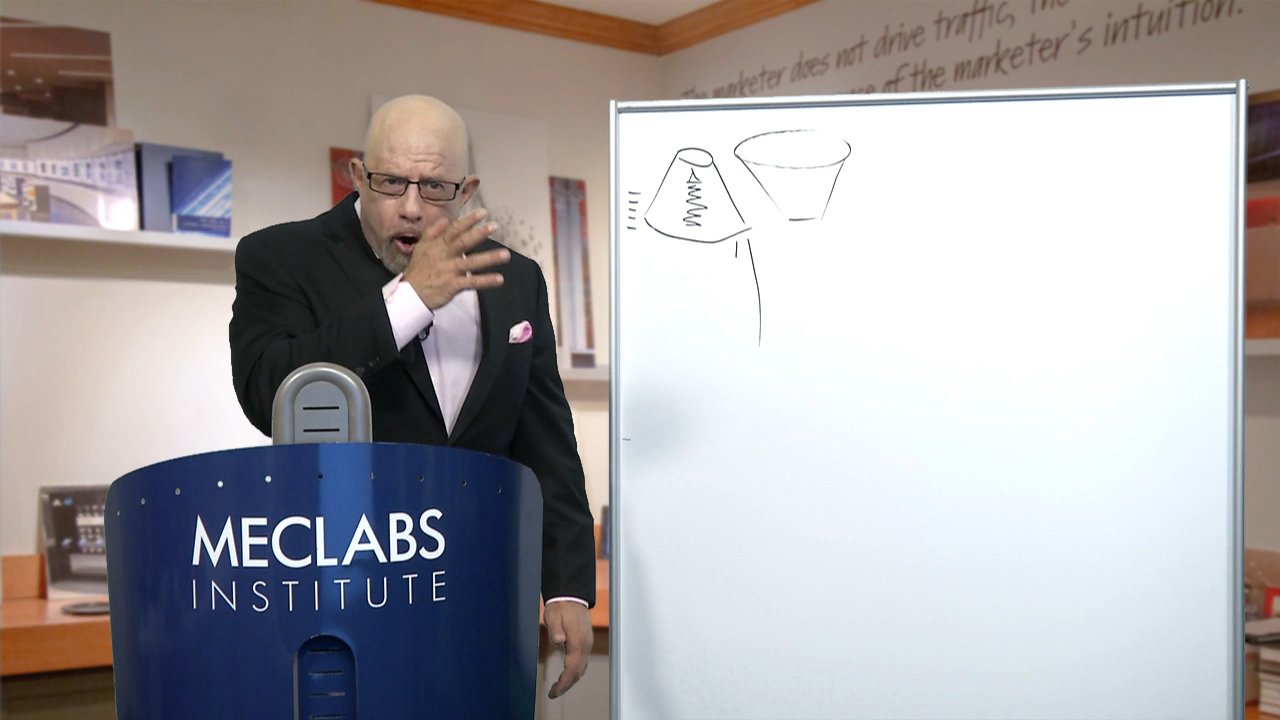 The marketer does not drive traffic, The
of the marketer's intuition.
MECLABS
INSTITUTE